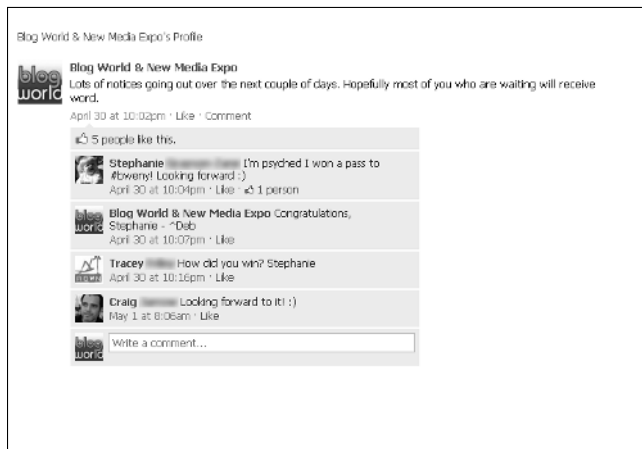 Blog World & New Media Expo's Profile
blog
world
Blog World & New Media Expo
Lots of notices going out over the next couple of days. Hopefully most of you who are waiting will receive
word.
April 30 at 10:02pm · Like · Comment
5 people like this.
Stephanie I'm psyched I won a pass to
#bweny! Looking forward :)
April 30 at 10:04pm · Like · 1 person
blog
world
Blog World & New Media Expo Congratulations,
Stephanie - ^Deb
April 30 at 10:07pm · Like
Tracey How did you win? Stephanie
April 30 at 10:16pm · Like
Craig Looking forward to it! :)
May 1 at 8:06am · Like
blog
world
Write a comment...